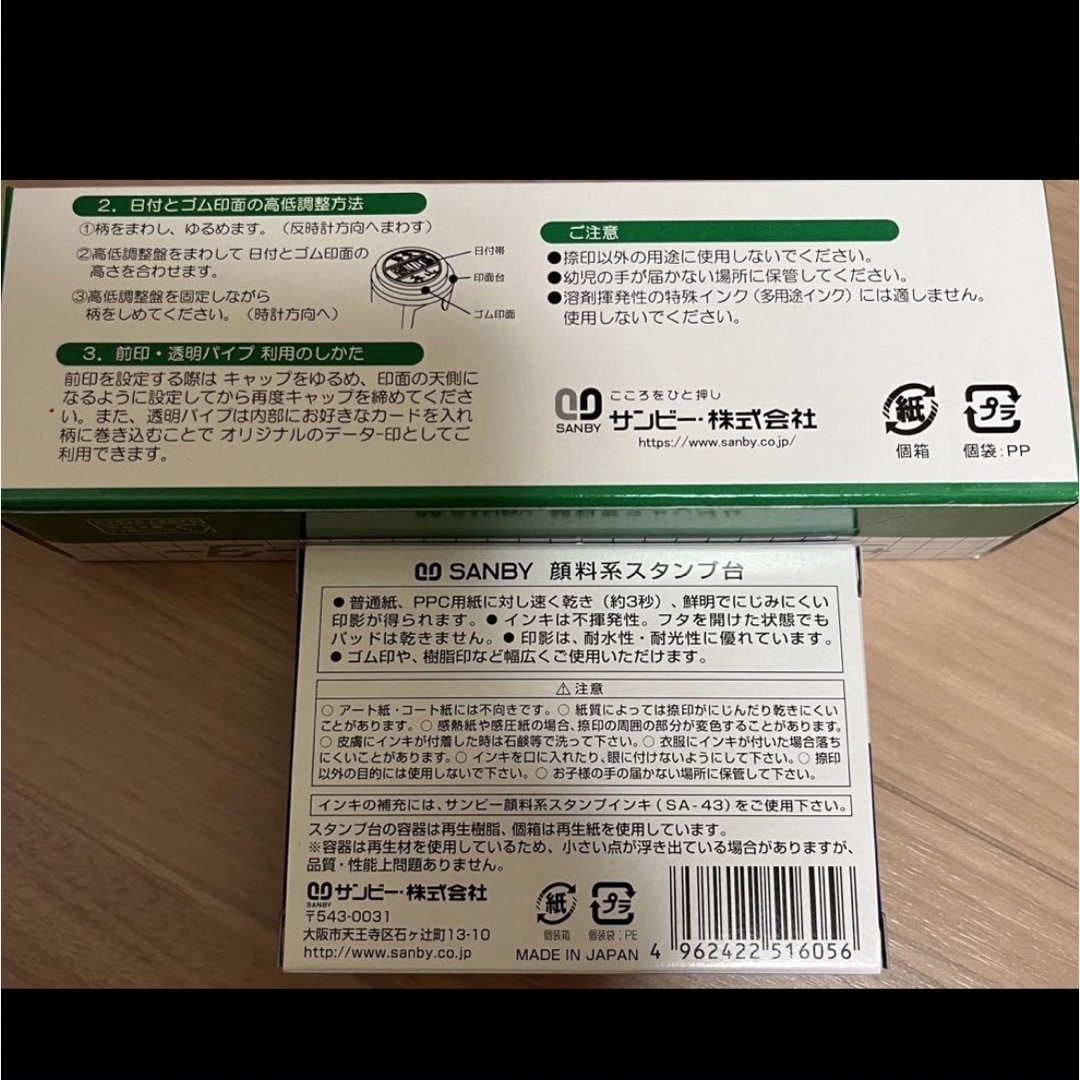 2. 日付とゴム印面の高低調整方法
①柄をまわし、ゆるめます。（反時計方向へまわす）
②高低調整盤をまわして 日付とゴム印面の
高さを合わせます。
③高低調整盤を固定しながら
柄をしめてください。（時計方向へ）
日付帯
印面台
ゴム印面
3. 前印・透明パイプ 利用のしかた
前印を設定する際は キャップをゆるめ、印面の天側に
なるように設定してから再度キャップを締めてくださ
い。また、透明パイプは内部にお好きなカードを入れ
柄に巻き込むことで オリジナルのデーター印としてご
利用できます。
ご注意
●捺印以外の用途に使用しないでください。
●幼児の手が届かない場所に保管してください。
●溶剤揮発性の特殊インク（多用途インク）には適しません。
使用しないでください。
こころをひと押し
SANBY サンビー・株式会社
https://www.sanby.co.jp/
紙
個箱
プラ
個袋：PP
SANBY 顔料系スタンプ台
●普通紙、PPC用紙に対し速く乾き（約3秒）、鮮明でにじみにくい
印影が得られます。●インキは不揮発性。フタを開けた状態でも
パッドは乾きません。●印影は、耐水性・耐光性に優れています。
●ゴム印や、樹脂印など幅広くご使用いただけます。
⚠注意
○アート紙・コート紙には不向きです。○紙質によっては捺印がにじんだり乾きにくい
ことがあります。○感熱紙や感圧紙の場合、捺印の周囲の部分が変色することがあります。
○皮膚にインキが付着した時は石鹸等で洗って下さい。○衣服にインキが付いた場合落ち
にくいことがあります。○インキを口に入れたり、眼に付けないようにして下さい。○捺印
以外の目的には使用しないで下さい。○お子様の手の届かない場所に保管して下さい。
インキの補充には、サンビー顔料系スタンプインキ（SA-43）をご使用下さい。
スタンプ台の容器は再生樹脂、個箱は再生紙を使用しています。
※容器は再生材を使用しているため、小さい点が浮き出ている場合がありますが、
品質・性能上問題ありません。
SANBY サンビー・株式会社
〒543-0031
大阪市天王寺区石ヶ辻町13-10
http://www.sanby.co.jp
紙
個装箱
プラ
個装袋：PE
MADE IN JAPAN
4 962422 516056